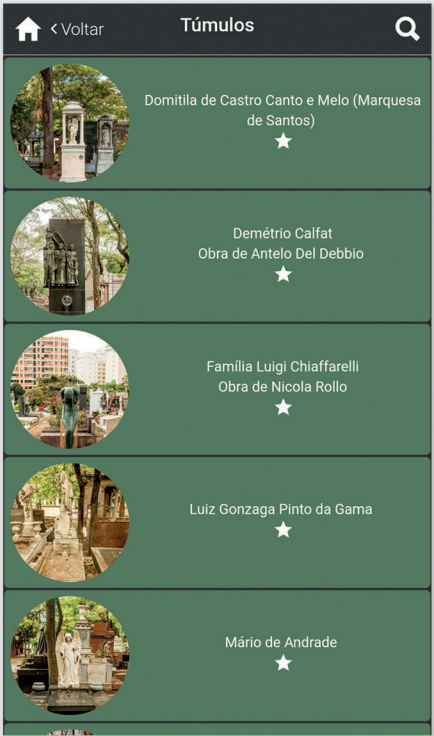 Voltar
Túmulos
Domitila de Castro Canto e Melo (Marquesa
de Santos)
Demétrio Calfat
Obra de Antelo Del Debbio
Família Luigi Chiaffarelli
Obra de Nicola Rollo
Luiz Gonzaga Pinto da Gama
Mário de Andrade